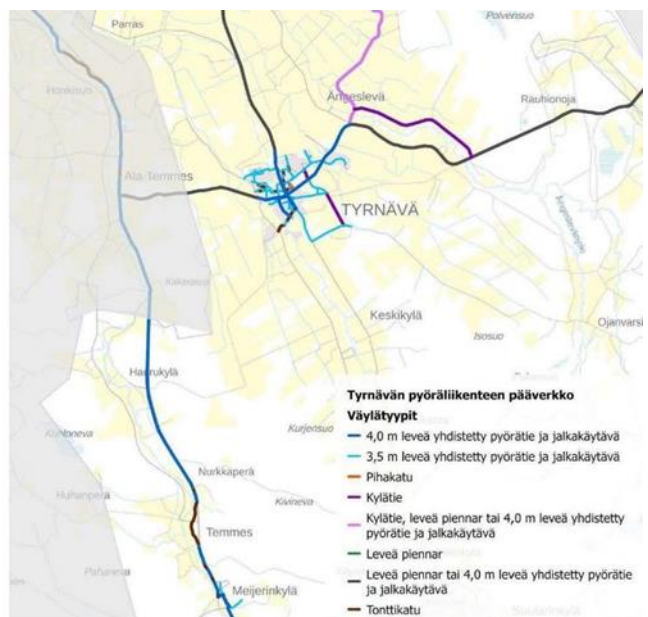 Parras
Polvensuo
Honkisuo
Ängeslevä
Rauhionoja
Ala-Temmes
TYRNÄVÄ
Ängeslevänjoki
Kakarasuo
Keskikylä
Isosuo
Ojanvarsi
Haurukylä
Kurjensuo
Nurkkaperä
Huhanperä
Kivineva
Temmes
Pahaneva
Meijerinkylä
Tyrnävän pyöräliikenteen pääverkko
Väylätyypit
4,0 m leveä yhdistetty pyörätie ja jalkakäytävä
3,5 m leveä yhdistetty pyörätie ja jalkakäytävä
Pihakatu
Kylätie
Kylätie, leveä piennar tai 4,0 m leveä yhdistetty
pyörätie ja jalkakäytävä
Leveä piennar
Leveä piennar tai 4,0 m leveä yhdistetty pyörätie
ja jalkakäytävä
Tonttikatu